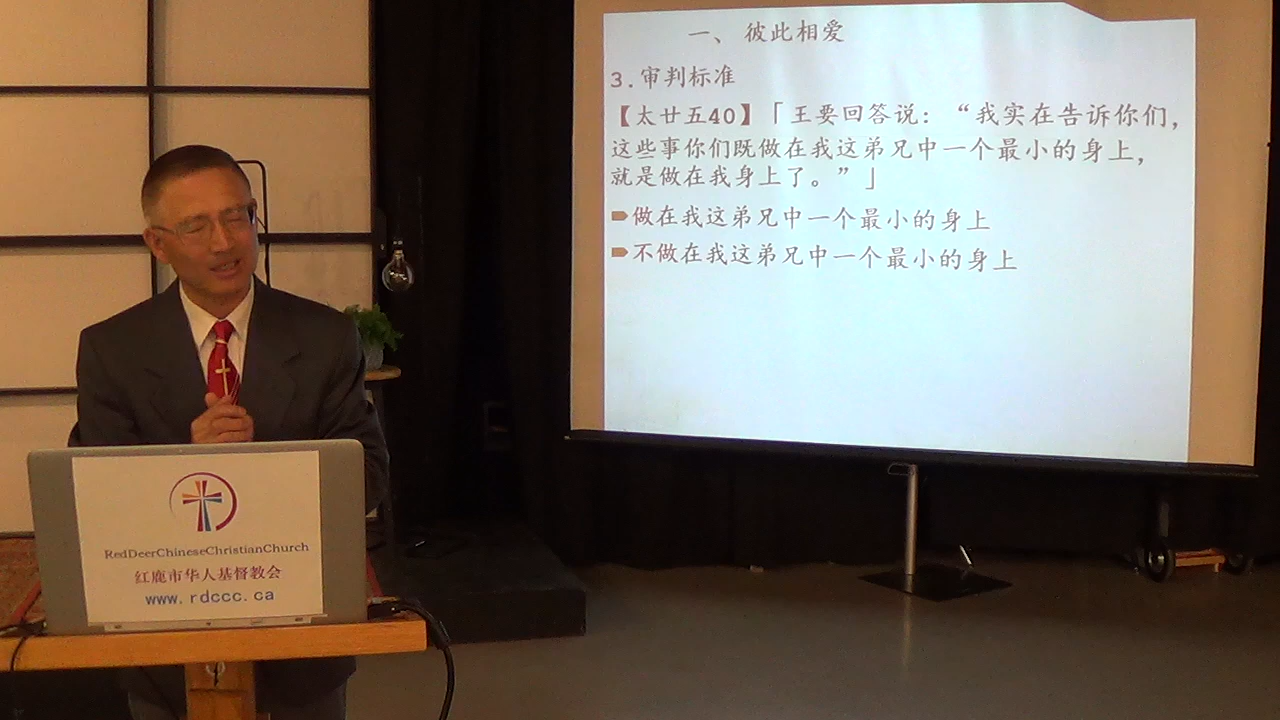 一、 彼此相爱
3.审判标准
【太廿五40】「王要回答说：“我实在告诉你们，
这些事你们既做在我这弟兄中一个最小的身上，
就是做在我身上了。”」
做在我这弟兄中一个最小的身上
不做在我这弟兄中一个最小的身上
RedDeerChineseChristianChurch
红鹿市华人基督教会
www.rdccc.ca